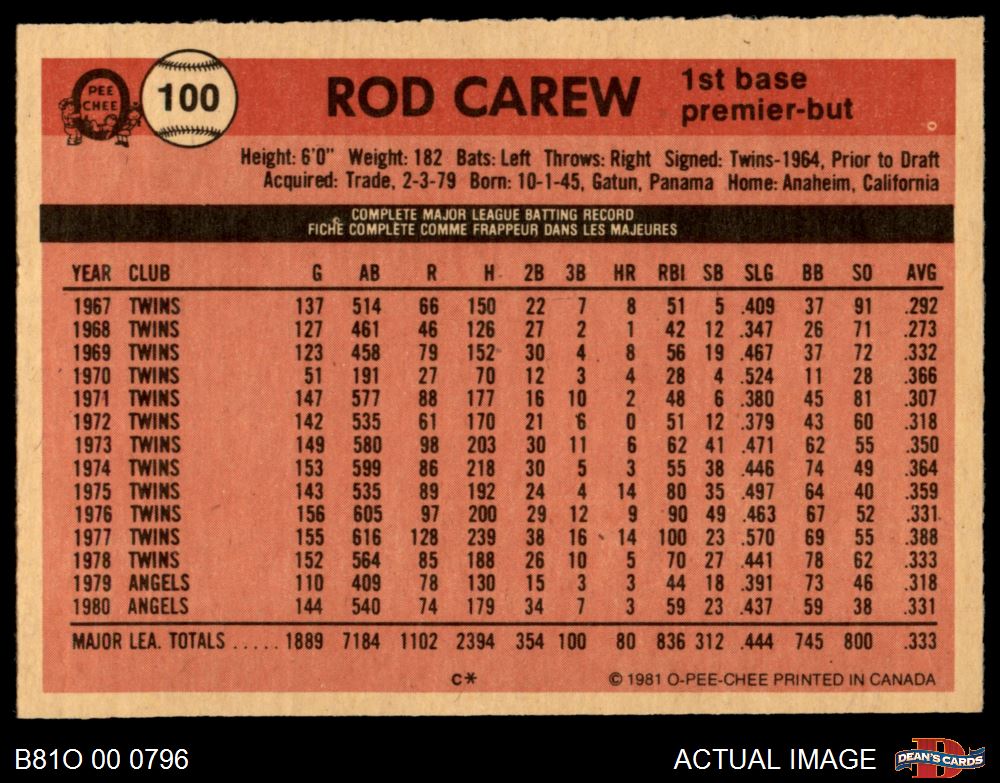 PEE
CHEE
100
ROD CAREW
1st base
premier-but
Height: 6'0" Weight: 182 Bats: Left Throws: Right Signed: Twins-1964, Prior to Draft
Acquired: Trade, 2-3-79 Born: 10-1-45, Gatun, Panama Home: Anaheim, California
COMPLETE MAJOR LEAGUE BATTING RECORD
FICHE COMPLÈTE COMME FRAPPEUR DANS LES MAJEURES
YEAR CLUB G AB R H 2B 3B HR RBI SB SLG BB SO AVG
1967 TWINS 137 514 66 150 22 7 8 51 5 .409 37 91 .292
1968 TWINS 127 461 46 126 27 2 1 42 12 .347 26 71 .273
1969 TWINS 123 458 79 152 30 4 8 56 19 .467 37 72 .332
1970 TWINS 51 191 27 70 12 3 4 28 4 .524 11 28 .366
1971 TWINS 147 577 88 177 16 10 2 48 6 .380 45 81 .307
1972 TWINS 142 535 61 170 21 6 0 51 12 .379 43 60 .318
1973 TWINS 149 580 98 203 30 11 6 62 41 .471 62 55 .350
1974 TWINS 153 599 86 218 30 5 3 55 38 .446 74 49 .364
1975 TWINS 143 535 89 192 24 4 14 80 35 .497 64 40 .359
1976 TWINS 156 605 97 200 29 12 9 90 49 .463 67 52 .331
1977 TWINS 155 616 128 239 38 16 14 100 23 .570 69 55 .388
1978 TWINS 152 564 85 188 26 10 5 70 27 .441 78 62 .333
1979 ANGELS 110 409 78 130 15 3 3 44 18 .391 73 46 .318
1980 ANGELS 144 540 74 179 34 7 3 59 23 .437 59 38 .331
MAJOR LEA. TOTALS ..... 1889 7184 1102 2394 354 100 80 836 312 .444 745 800 .333
C* © 1981 O-PEE-CHEE PRINTED IN CANADA
B81O 00 0796 ACTUAL IMAGE DEAN'S CARDS